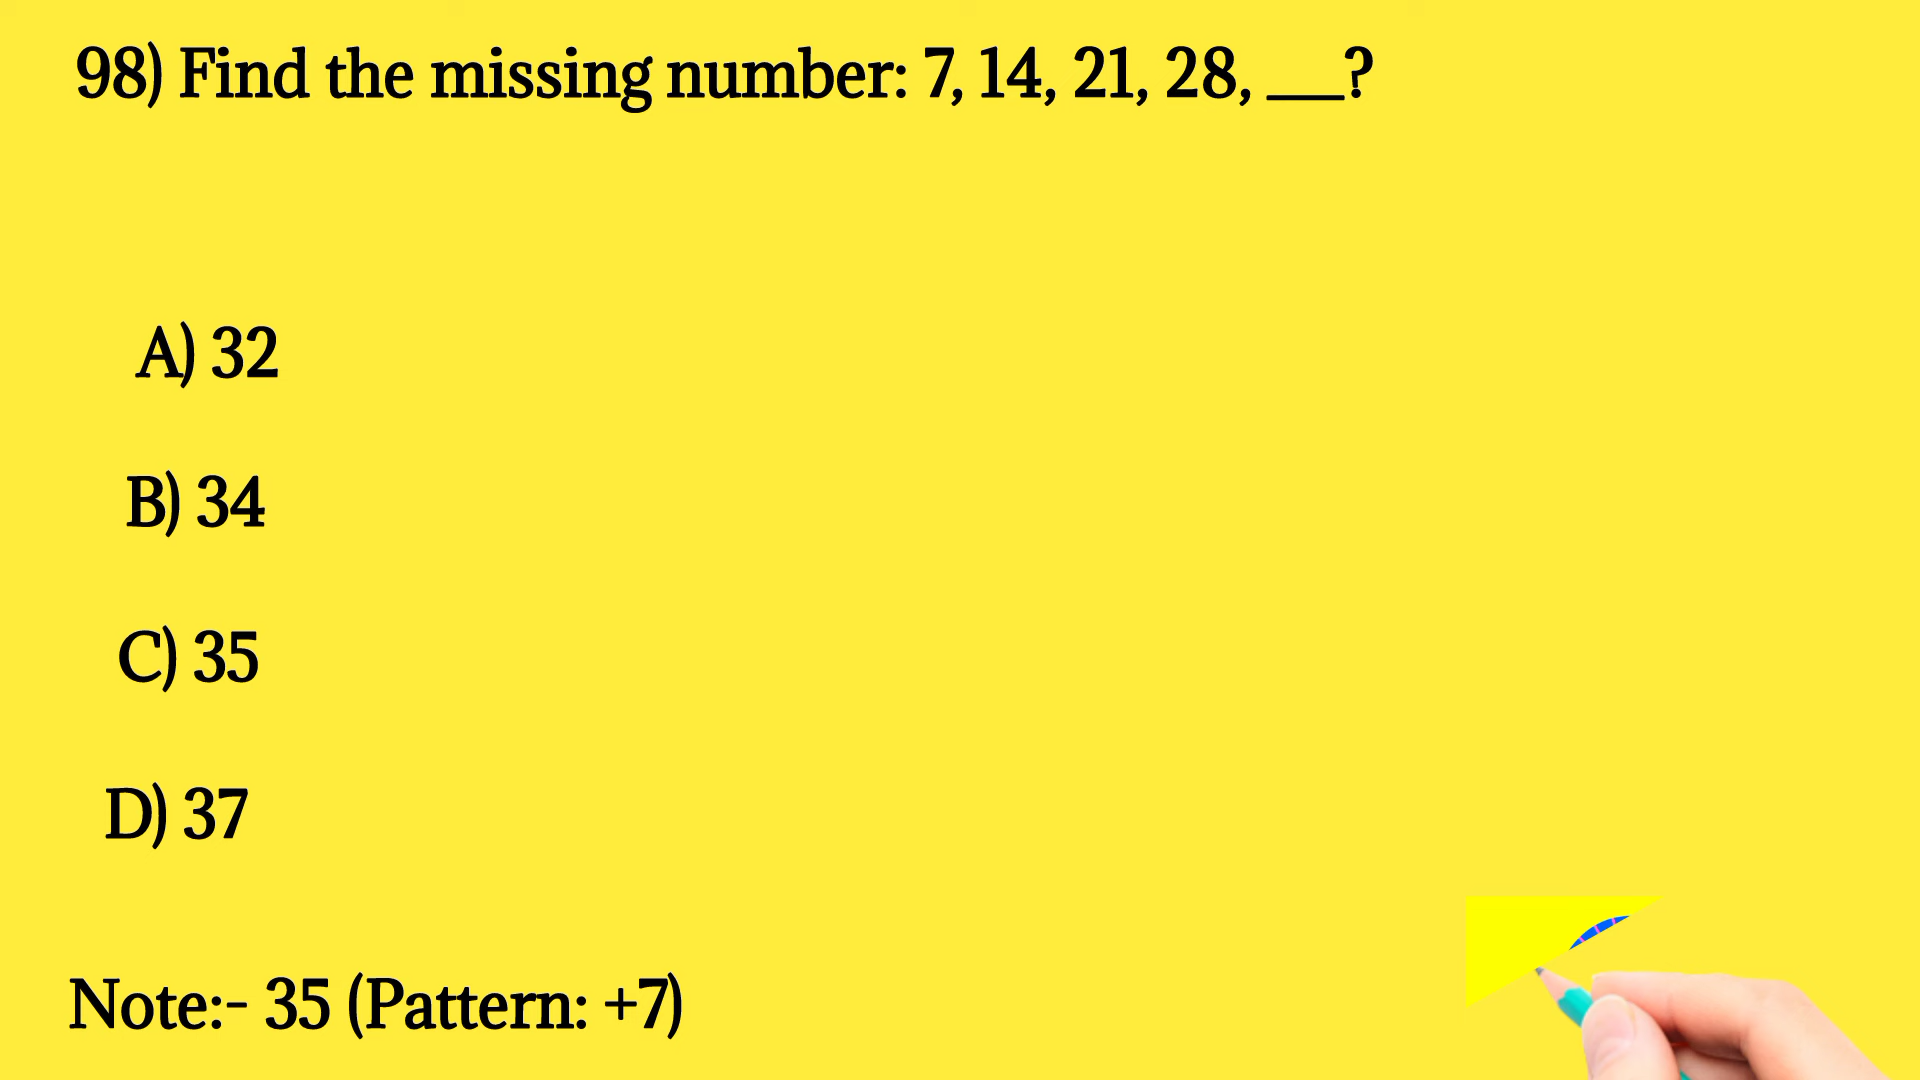 98) Find the missing number: 7, 14, 21, 28, ___?
A) 32
B) 34
C) 35
D) 37
Note:- 35 (Pattern: +7)